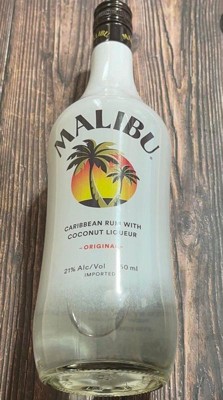 MALIBU
CARIBBEAN RUM WITH
COCONUT LIQUEUR
- ORIGINAL -
21% Alc/Vol
IMPORTED